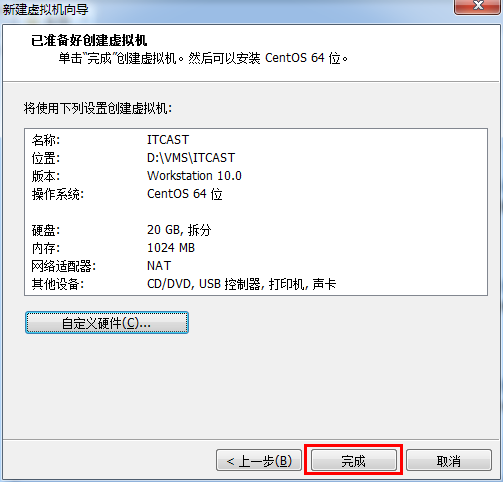 新建虚拟机向导
已准备好创建虚拟机
单击“完成”创建虚拟机。然后可以安装 CentOS 64 位。
将使用下列设置创建虚拟机:
名称: ITCAST
位置: D:\VMS\ITCAST
版本: Workstation 10.0
操作系统: CentOS 64 位
硬盘: 20 GB, 拆分
内存: 1024 MB
网络适配器: NAT
其他设备: CD/DVD, USB 控制器, 打印机, 声卡
自定义硬件(C)...
< 上一步(B) 完成 取消